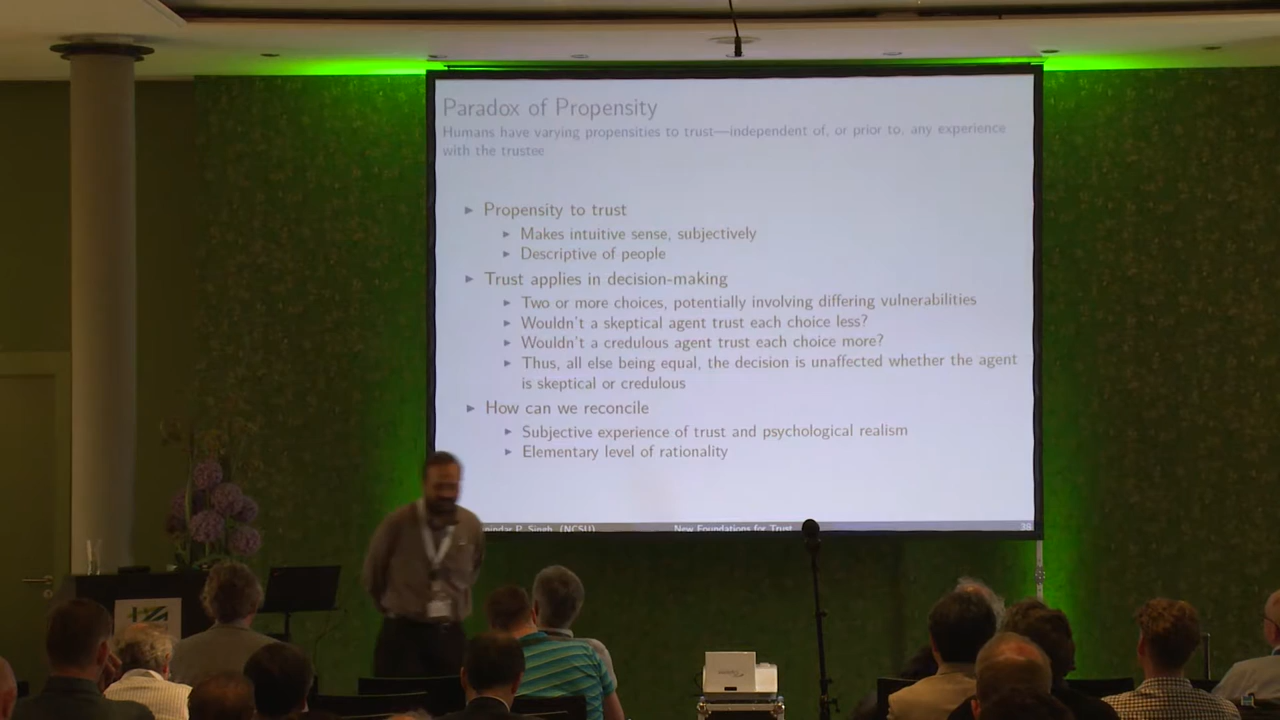 Paradox of Propensity
Humans have varying propensities to trust—independent of, or prior to, any experience
with the trustee
Propensity to trust
Makes intuitive sense, subjectively
Descriptive of people
Trust applies in decision-making
Two or more choices, potentially involving differing vulnerabilities
Wouldn't a skeptical agent trust each choice less?
Wouldn't a credulous agent trust each choice more?
Thus, all else being equal, the decision is unaffected whether the agent
is skeptical or credulous
How can we reconcile
Subjective experience of trust and psychological realism
Elementary level of rationality
P. Singh (NCSU) New Foundations for Trust 38